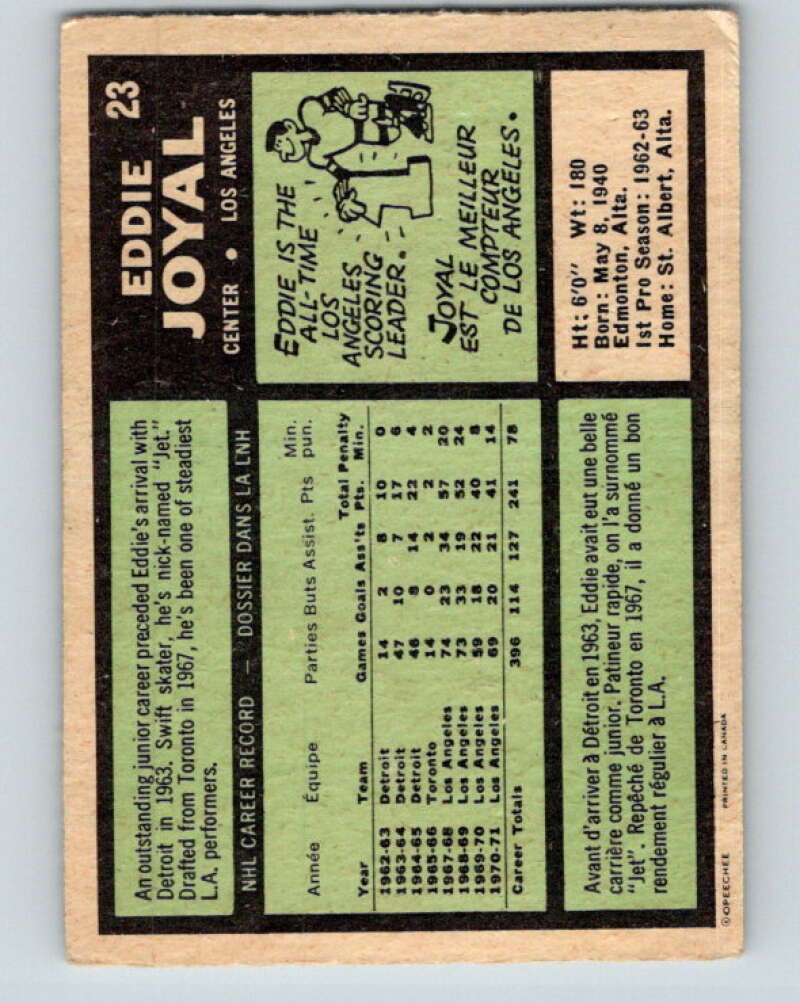 EDDIE 23
JOYAL
CENTER • LOS ANGELES
An outstanding junior career preceded Eddie's arrival with
Detroit in 1963. Swift skater, he's nick-named "Jet."
Drafted from Toronto in 1967, he's been one of steadiest
L.A. performers.
EDDIE IS THE
ALL-TIME
LOS
ANGELES
SCORING
LEADER.
1
JOYAL
EST LE MEILLEUR
COMPTEUR
DE LOS ANGELES.
NHL CAREER RECORD — DOSSIER DANS LA LNH
Min.
Année Équipe Parties Buts Assist. Pts pun.
Total Penalty
Year Team Games Goals Ass'ts Pts. Min.
1962-63 Detroit 14 2 8 10 0
1963-64 Detroit 47 10 7 17 6
1964-65 Detroit 46 8 14 22 4
1965-66 Toronto 14 0 2 2 2
1967-68 Los Angeles 74 23 34 57 20
1968-69 Los Angeles 73 33 19 52 24
1969-70 Los Angeles 59 18 22 40 8
1970-71 Los Angeles 69 20 21 41 14
Career Totals 396 114 127 241 78
Ht: 6'0" Wt: 180
Born: May 8, 1940
Edmonton, Alta.
1st Pro Season: 1962-63
Home: St. Albert, Alta.
Avant d'arriver à Détroit en 1963, Eddie avait eut une belle
carrière comme junior. Patineur rapide, on l'a surnommé
"Jet". Repêché de Toronto en 1967, il a donné un bon
rendement régulier à L.A.
©OPEECHEE PRINTED IN CANADA